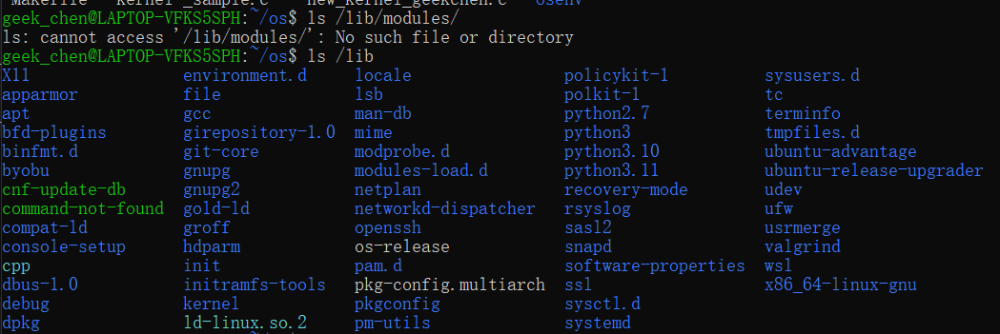 Makefile kernel _sample.c new_kernel_geekchen.c osenv
geek_chen@LAPTOP-VFKS5SPH:~/os$ ls /lib/modules/
ls: cannot access '/lib/modules/': No such file or directory
geek_chen@LAPTOP-VFKS5SPH:~/os$ ls /lib
X11 environment.d locale policykit-1 sysusers.d
apparmor file lsb polkit-1 tc
apt gcc man-db python2.7 terminfo
bfd-plugins girepository-1.0 mime python3 tmpfiles.d
binfmt.d git-core modprobe.d python3.10 ubuntu-advantage
byobu gnupg modules-load.d python3.11 ubuntu-release-upgrader
cnf-update-db gnupg2 netplan recovery-mode udev
command-not-found gold-ld networkd-dispatcher rsyslog ufw
compat-ld groff openssh sasl2 usrmerge
console-setup hdparm os-release snapd valgrind
cpp init pam.d software-properties wsl
dbus-1.0 initramfs-tools pkg-config.multiarch ssl x86_64-linux-gnu
debug kernel pkgconfig sysctl.d
dpkg ld-linux.so.2 pm-utils systemd